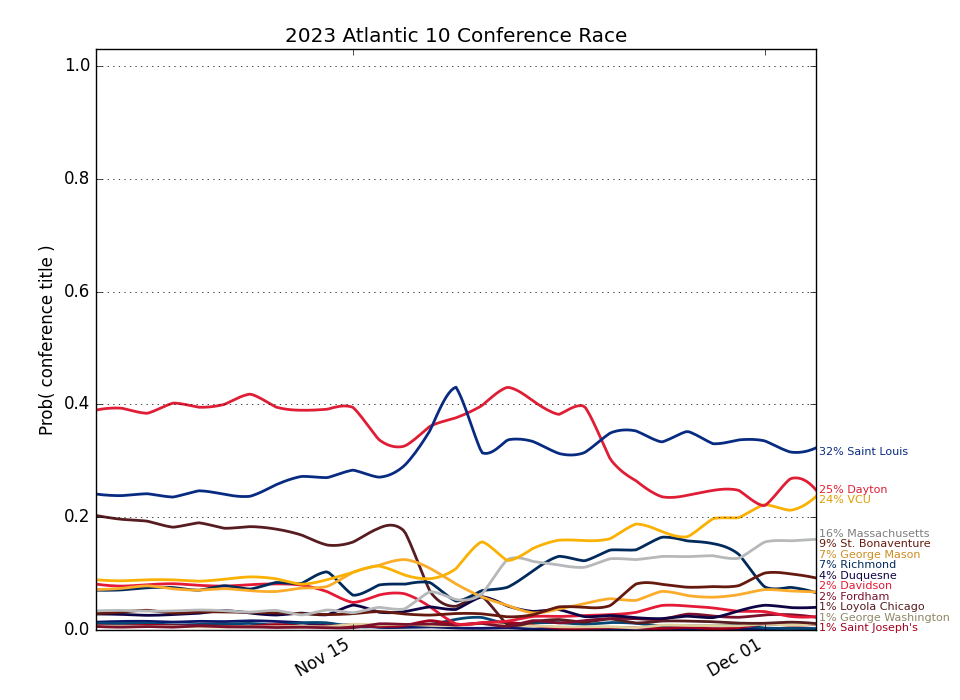 2023 Atlantic 10 Conference Race
Prob( conference title )
1.0
0.8
0.6
0.4
0.2
0.0
Nov 15
Dec 01
32% Saint Louis
25% Dayton
24% VCU
16% Massachusetts
9% St. Bonaventure
7% George Mason
7% Richmond
4% Duquesne
2% Davidson
2% Fordham
1% Loyola Chicago
1% George Washington
1% Saint Joseph's